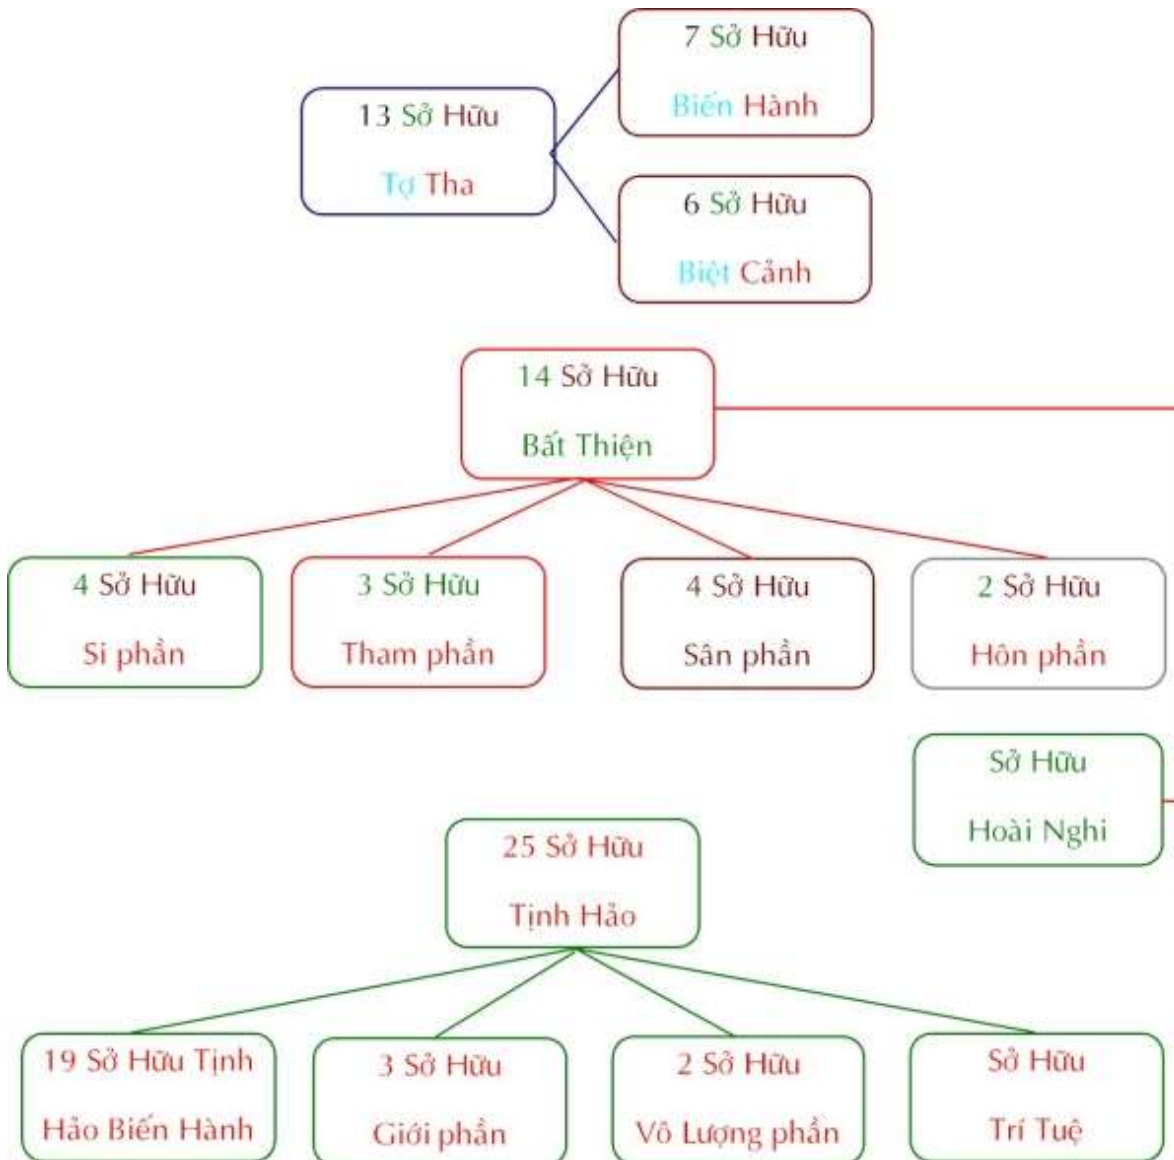 7 Sở Hữu
Biến Hành
13 Sở Hữu
Tợ Tha
6 Sở Hữu
Biệt Cảnh
14 Sở Hữu
Bất Thiện
4 Sở Hữu
Si phần
3 Sở Hữu
Tham phần
4 Sở Hữu
Sân phần
2 Sở Hữu
Hôn phần
Sở Hữu
Hoài Nghi
25 Sở Hữu
Tịnh Hảo
19 Sở Hữu Tịnh
Hảo Biến Hành
3 Sở Hữu
Giới phần
2 Sở Hữu
Vô Lượng phần
Sở Hữu
Trí Tuệ